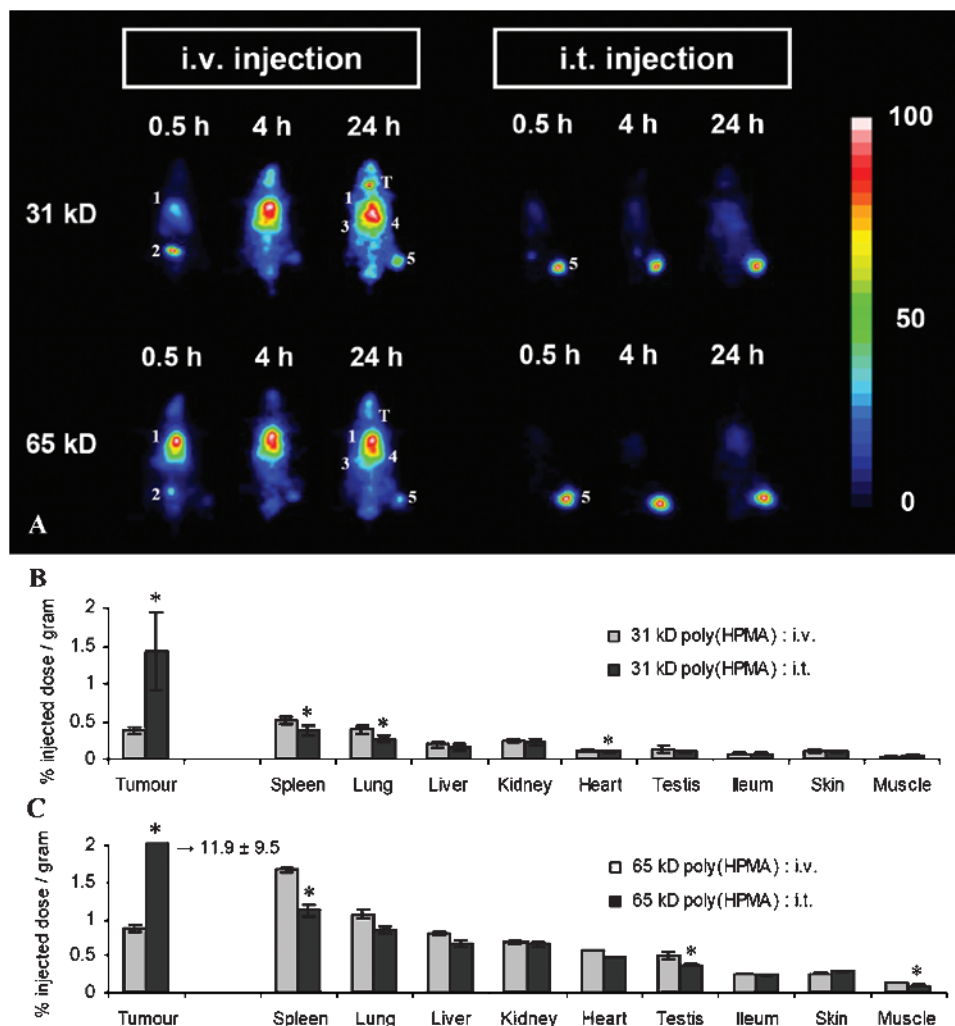 i.v. injection i.t. injection
0.5 h 4 h 24 h 0.5 h 4 h 24 h 100
31 kD 1 2 T 1 3 4 5 5
50
0.5 h 4 h 24 h 0.5 h 4 h 24 h
65 kD 1 2 T 1 3 4 5 5
0
A
B
% injected dose / gram
2
1.5
1
0.5
0
*
* * *
31 kD poly(HPMA) : i.v.
31 kD poly(HPMA) : i.t.
Tumour Spleen Lung Liver Kidney Heart Testis Ileum Skin Muscle
C
% injected dose / gram
2
1.5
1
0.5
0
* → 11.9 ± 9.5
* * *
65 kD poly(HPMA) : i.v.
65 kD poly(HPMA) : i.t.
Tumour Spleen Lung Liver Kidney Heart Testis Ileum Skin Muscle